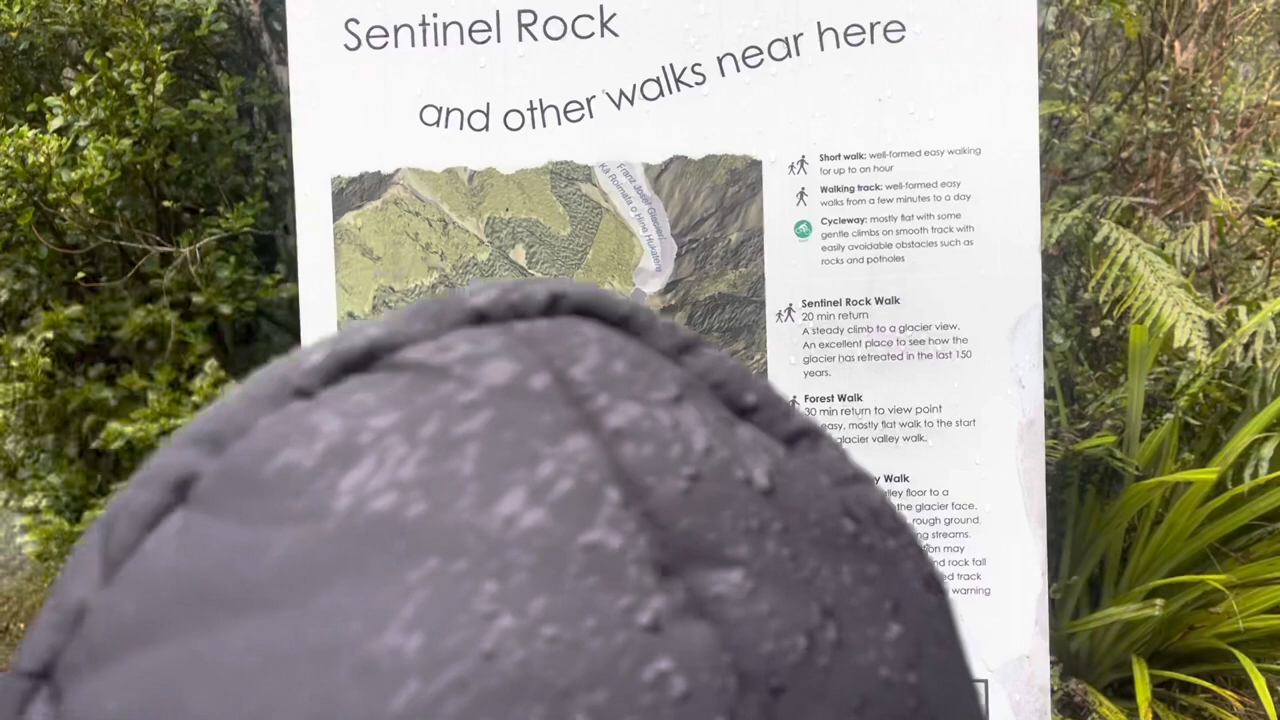 Sentinel Rock
and other walks near here
Franz Josef Glacier/
Kā Roimata o Hine Hukatere
Short walk: well-formed easy walking
for up to an hour
Walking track: well-formed easy
walks from a few minutes to a day
Cycleway: mostly flat with some
gentle climbs on smooth track with
easily avoidable obstacles such as
rocks and potholes
Sentinel Rock Walk
20 min return
A steady climb to a glacier view.
An excellent place to see how the
glacier has retreated in the last 150
years.
Forest Walk
30 min return to view point
easy, mostly flat walk to the start
glacier valley walk.
Walk
floor to a
the glacier face.
rough ground,
streams.
may
rock fall
track
warning